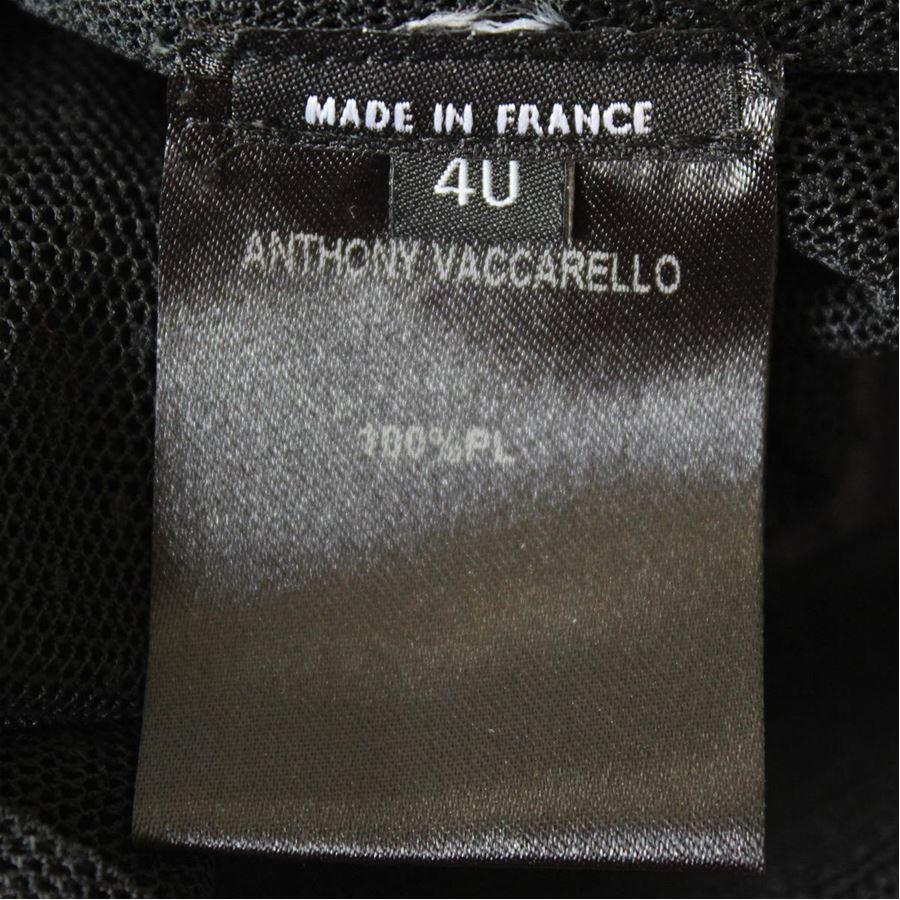 MADE IN FRANCE
4U
ANTHONY VACCARELLO
100%PL